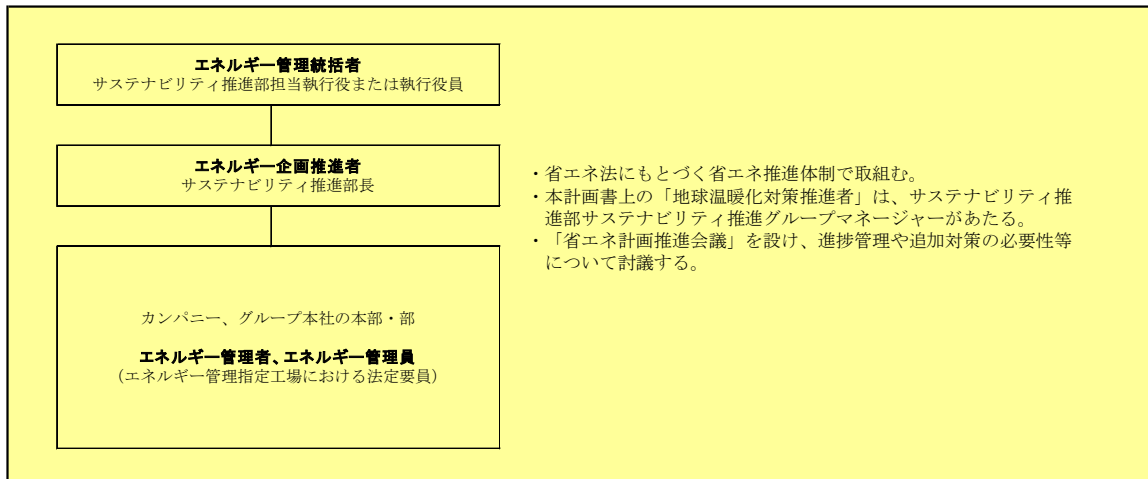 エネルギー管理統括者
サステナビリティ推進部担当執行役または執行役員
エネルギー企画推進者
サステナビリティ推進部長
カンパニー、グループ本社の本部・部
エネルギー管理者、エネルギー管理員
（エネルギー管理指定工場における法定要員）
・省エネ法にもとづく省エネ推進体制で取組む。
・本計画書上の「地球温暖化対策推進者」は、サステナビリティ推
進部サステナビリティ推進グループマネージャーがあたる。
・「省エネ計画推進会議」を設け、進捗管理や追加対策の必要性等
について討議する。